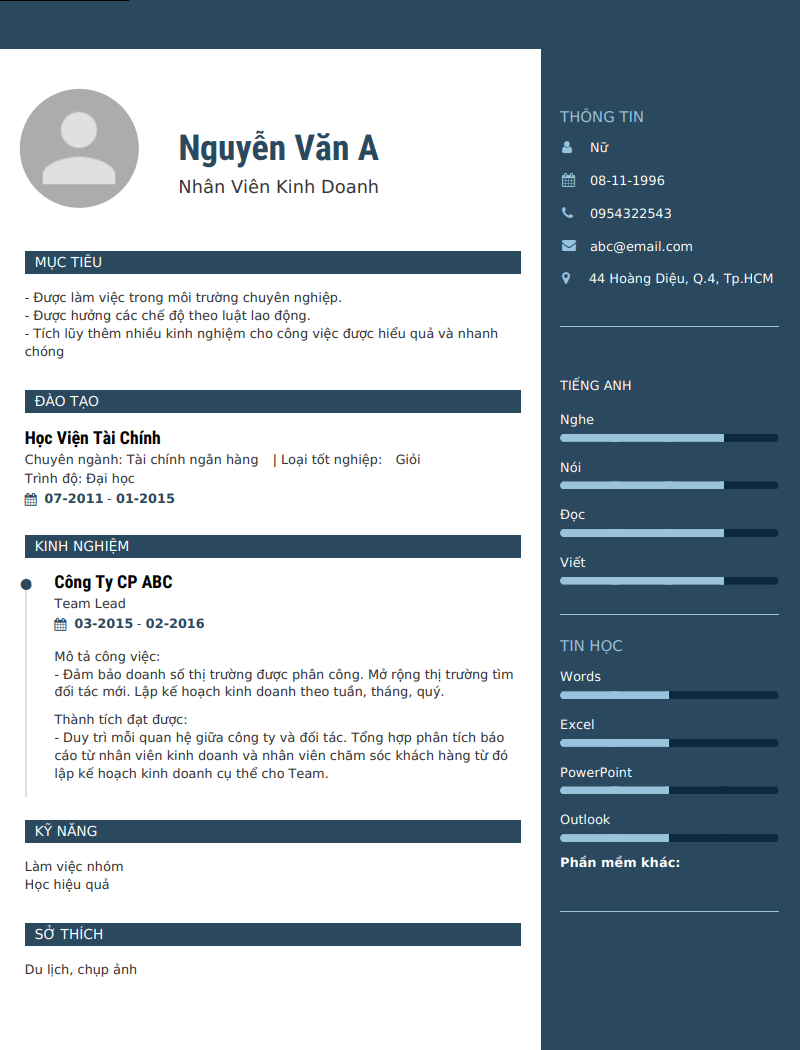 Nguyễn Văn A
Nhân Viên Kinh Doanh
MỤC TIÊU
- Được làm việc trong môi trường chuyên nghiệp.
- Được hưởng các chế độ theo luật lao động.
- Tích lũy thêm nhiều kinh nghiệm cho công việc được hiểu quả và nhanh
chóng
ĐÀO TẠO
Học Viện Tài Chính
Chuyên ngành: Tài chính ngân hàng | Loại tốt nghiệp: Giỏi
Trình độ: Đại học
07-2011 - 01-2015
KINH NGHIỆM
Công Ty CP ABC
Team Lead
03-2015 - 02-2016
Mô tả công việc:
- Đảm bảo doanh số thị trường được phân công. Mở rộng thị trường tìm
đối tác mới. Lập kế hoạch kinh doanh theo tuần, tháng, quý.
Thành tích đạt được:
- Duy trì mỗi quan hệ giữa công ty và đối tác. Tổng hợp phân tích báo
cáo từ nhân viên kinh doanh và nhân viên chăm sóc khách hàng từ đó
lập kế hoạch kinh doanh cụ thể cho Team.
KỸ NĂNG
Làm việc nhóm
Học hiệu quả
SỞ THÍCH
Du lịch, chụp ảnh
THÔNG TIN
Nữ
08-11-1996
0954322543
abc@email.com
44 Hoàng Diệu, Q.4, Tp.HCM
TIẾNG ANH
Nghe
Nói
Đọc
Viết
TIN HỌC
Words
Excel
PowerPoint
Outlook
Phần mềm khác: